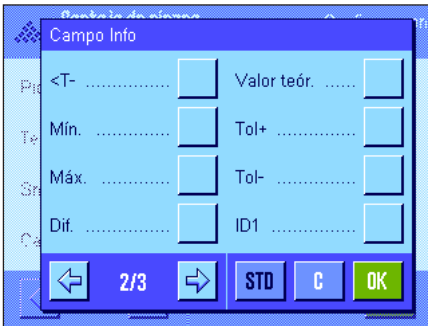 Campo Info
<T- .............. Valor teór. ......
Mín. .............. Tol+ ..............
Máx. .............. Tol- ..............
Dif. .............. ID1 ..............
2/3 STD C OK